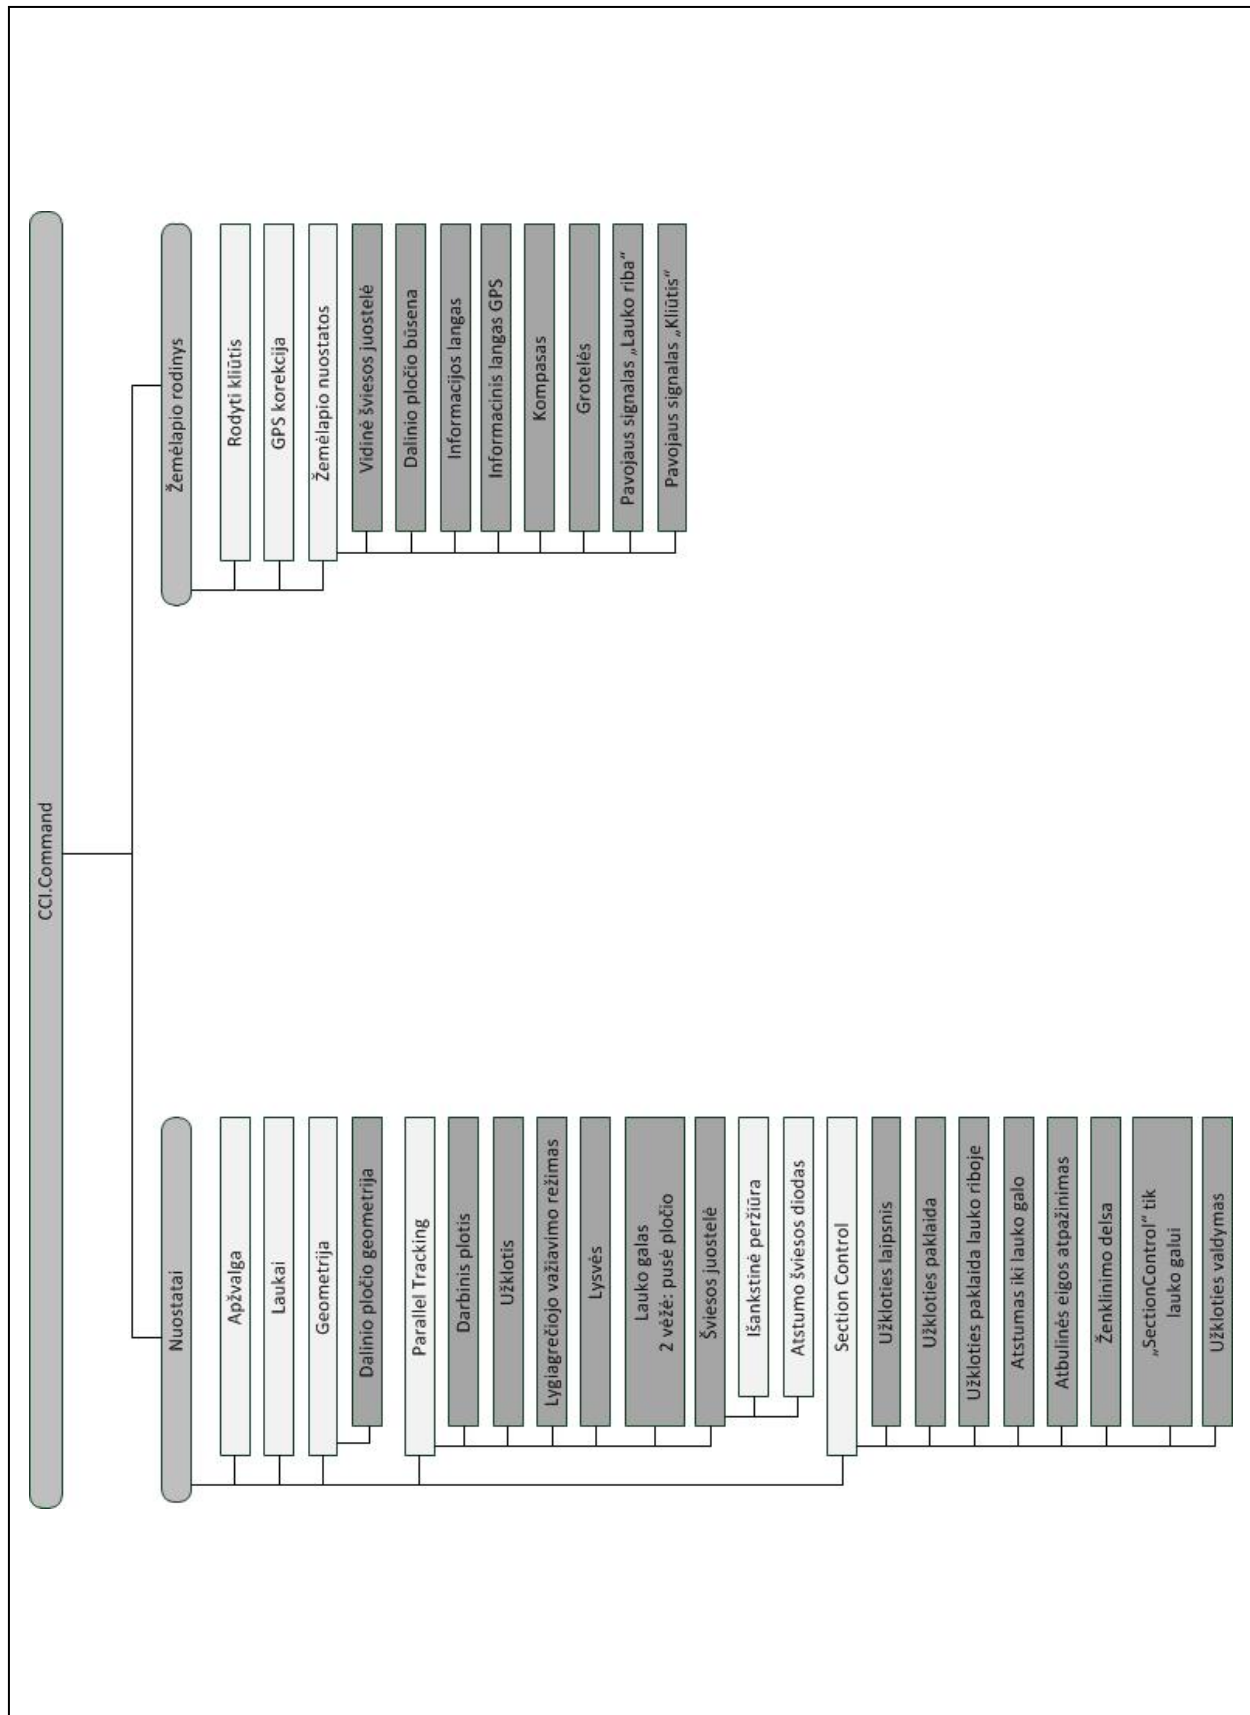 CCI.Command
Nuostatai
Apžvalga
Laukai
Geometrija
Dalinio pločio geometrija
Parallel Tracking
Darbinis plotis
Užklotis
Lygiagrečiojo važiavimo režimas
Lysvės
Lauko galas
2 vėžė: pusė pločio
Šviesos juostelė
Išankstinė peržiūra
Atstumo šviesos diodas
Section Control
Užkloties laipsnis
Užkloties paklaida
Užkloties paklaida lauko riboje
Atstumas iki lauko galo
Atbulinės eigos atpažinimas
Ženklinimo delsa
„SectionControl“ tik
lauko galui
Užkloties valdymas
Žemėlapio rodinys
Rodyti kliūtis
GPS korekcija
Žemėlapio nuostatos
Vidinė šviesos juostelė
Dalinio pločio būsena
Informacijos langas
Informacinis langas GPS
Kompasas
Grotelės
Pavojaus signalas „Lauko riba“
Pavojaus signalas „Kliūtis“